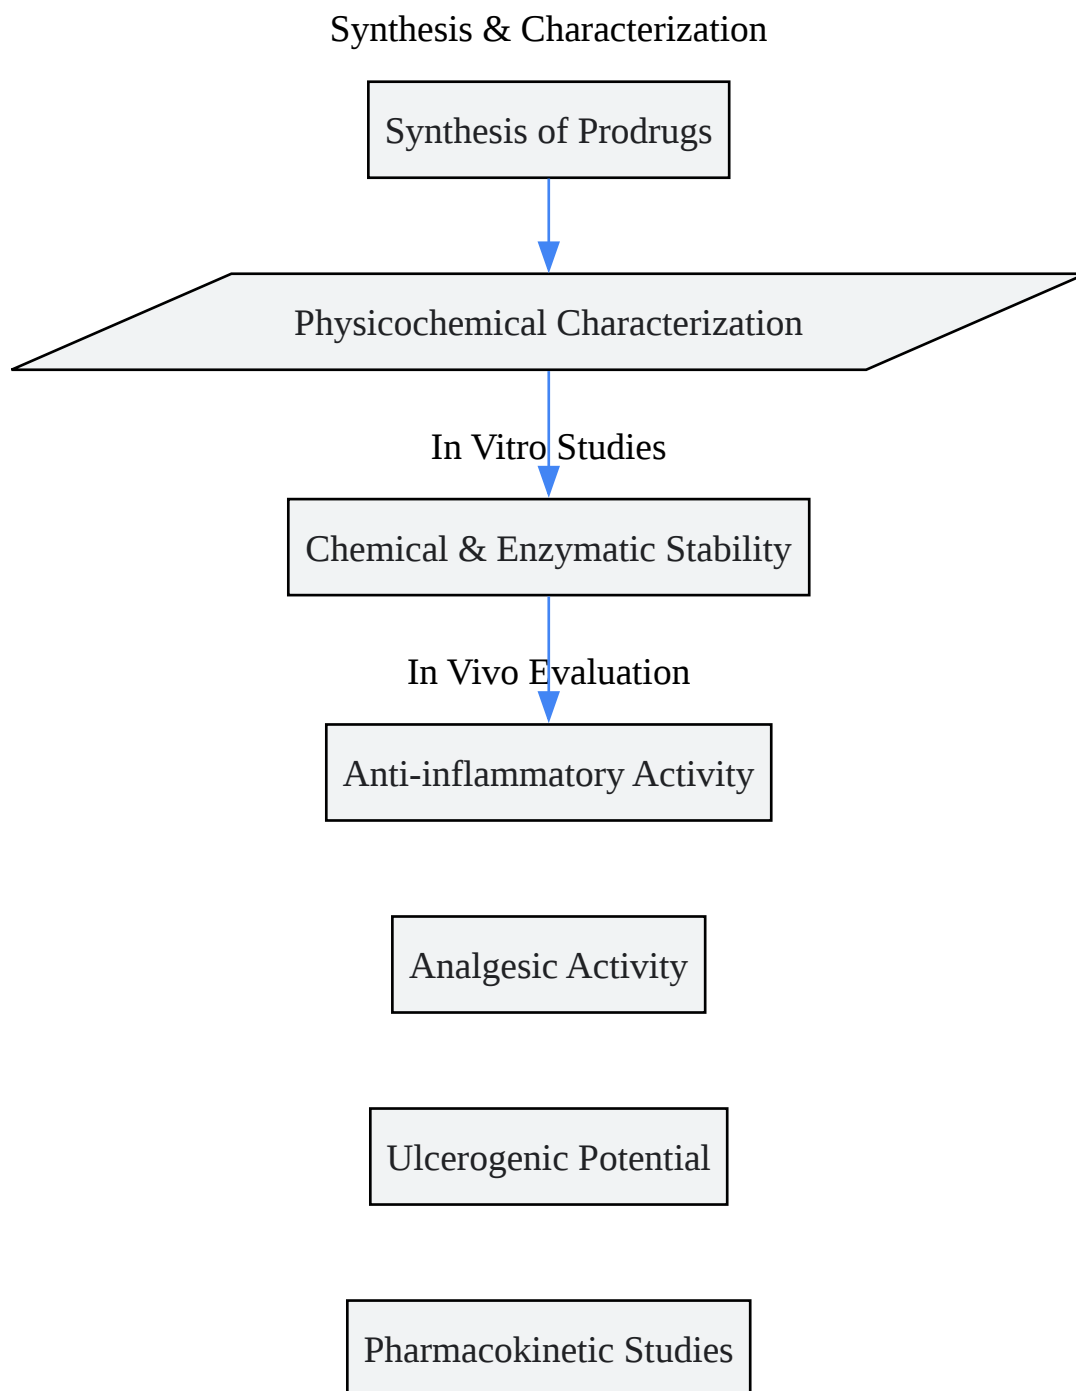 Synthesis & Characterization
Synthesis of Prodrugs
Physicochemical Characterization
In Vitro Studies
Chemical & Enzymatic Stability
In Vivo Evaluation
Anti-inflammatory Activity
Analgesic Activity
Ulcerogenic Potential
Pharmacokinetic Studies